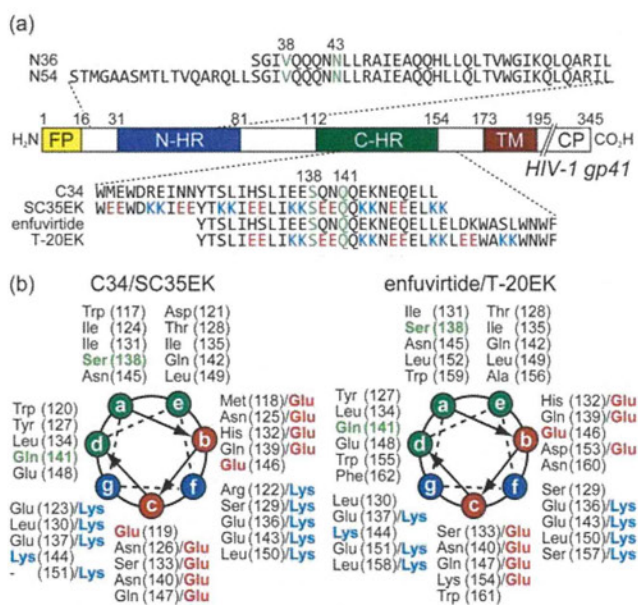 (a)
38 43
N36 SGIVQQQNNLLRAIEAQQHLLQLTVWGIKQLQARIL
N54 STMGAASMTLTVQARQLLSGIVQQQNNLLRAIEAQQHLLQLTVWGIKQLQARIL
1 16 31 81 112 154 173 195 345
H₂N FP N-HR C-HR TM CP CO₂H
HIV-1 gp41
138 141
C34 WMEWDREINNYTSLIHSLIEESQNQQEKNEQELL
SC35EK WEEWDKKIEEYTKKIEELIKKSEEQQKKNEEELKK
enfuvirtide YTSLIHSLIEESQNQQEKNEQELLELDKWASLWNWF
T-20EK YTKKIEELIKKSEEQQKKNEEELKKLEEWAKKWNWF
(b) C34/SC35EK
Trp (117) Asp(121)
Ile (124) Thr (128)
Ile (131) Ile (135)
Ser (138) Gln (142)
Asn(145) Leu (149)
a e b f c g d
Trp (120)
Tyr (127)
Leu (134)
Gln (141)
Glu (148)
Met (118)/Glu
Asn(125)/Glu
His (132)/Glu
Gln (139)/Glu
Glu (146)
Glu (123)/Lys
Leu (130)/Lys
Glu (137)/Lys
Lys (144)
- (151)/Lys
Glu (119)
Asn (126)/Glu
Ser (133)/Glu
Asn (140)/Glu
Gln (147)/Glu
Arg (122)/Lys
Ser (129)/Lys
Glu (136)/Lys
Glu (143)/Lys
Leu (150)/Lys
enfuvirtide/T-20EK
Ile (131) Thr (128)
Ser (138) Ile (135)
Asn(145) Gln (142)
Leu (152) Leu (149)
Trp (159) Ala (156)
a e b f c g d
Tyr (127)
Leu (134)
Gln (141)
Glu (148)
Trp (155)
Phe (162)
His (132)/Glu
Gln (139)/Glu
Glu (146)
Asp (153)/Glu
Asn (160)
Leu (130)
Glu (137)/Lys
Lys (144)
Glu (151)/Lys
Leu (158)/Lys
Ser (133)/Glu
Asn (140)/Glu
Gln (147)/Glu
Lys (154)/Glu
Trp (161)
Ser (129)
Glu (136)/Lys
Glu (143)/Lys
Leu (150)/Lys
Ser (157)/Lys